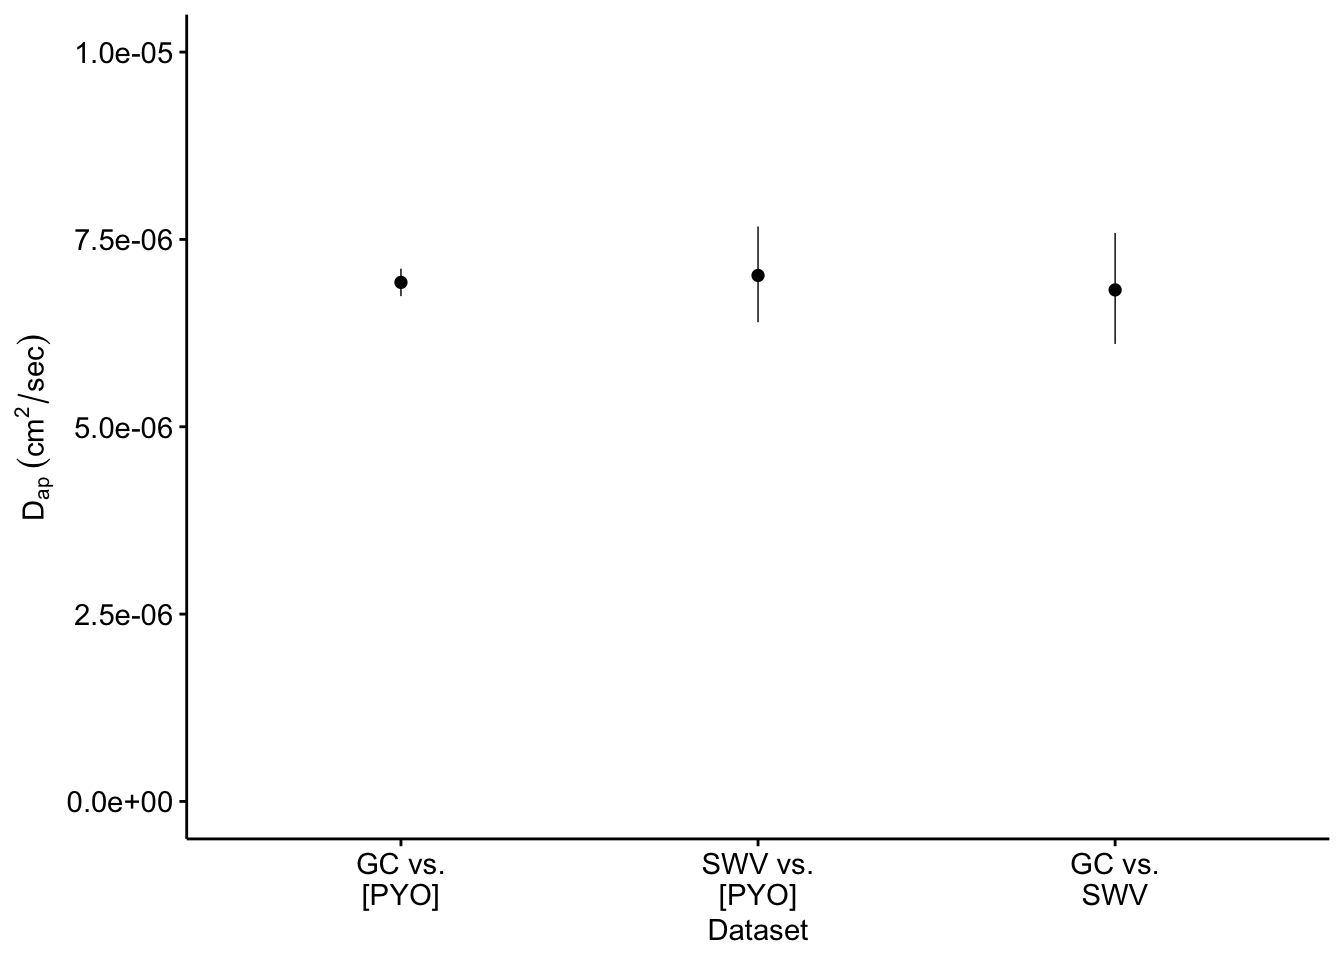 1.0e-05
7.5e-06
5.0e-06
2.5e-06
0.0e+00
D_ap (cm²/sec)
GC vs.
[PYO]
SWV vs.
[PYO]
GC vs.
SWV
Dataset